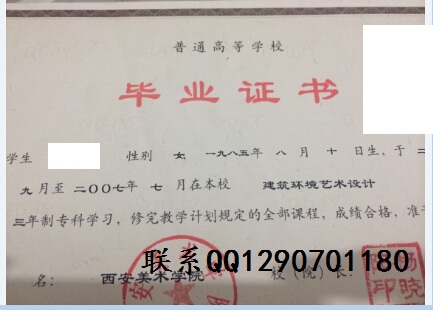 普通高等学校
毕业证书
学生 性别 女, 一九八五年 八 月 十 日生, 于 二
九 月至 二〇〇七年 七 月在本校 建筑环境艺术设计
三年制专科学习, 修完教学计划规定的全部课程, 成绩合格, 准予
联系QQ1290701180
名: 西安美术学院 校(院)长: